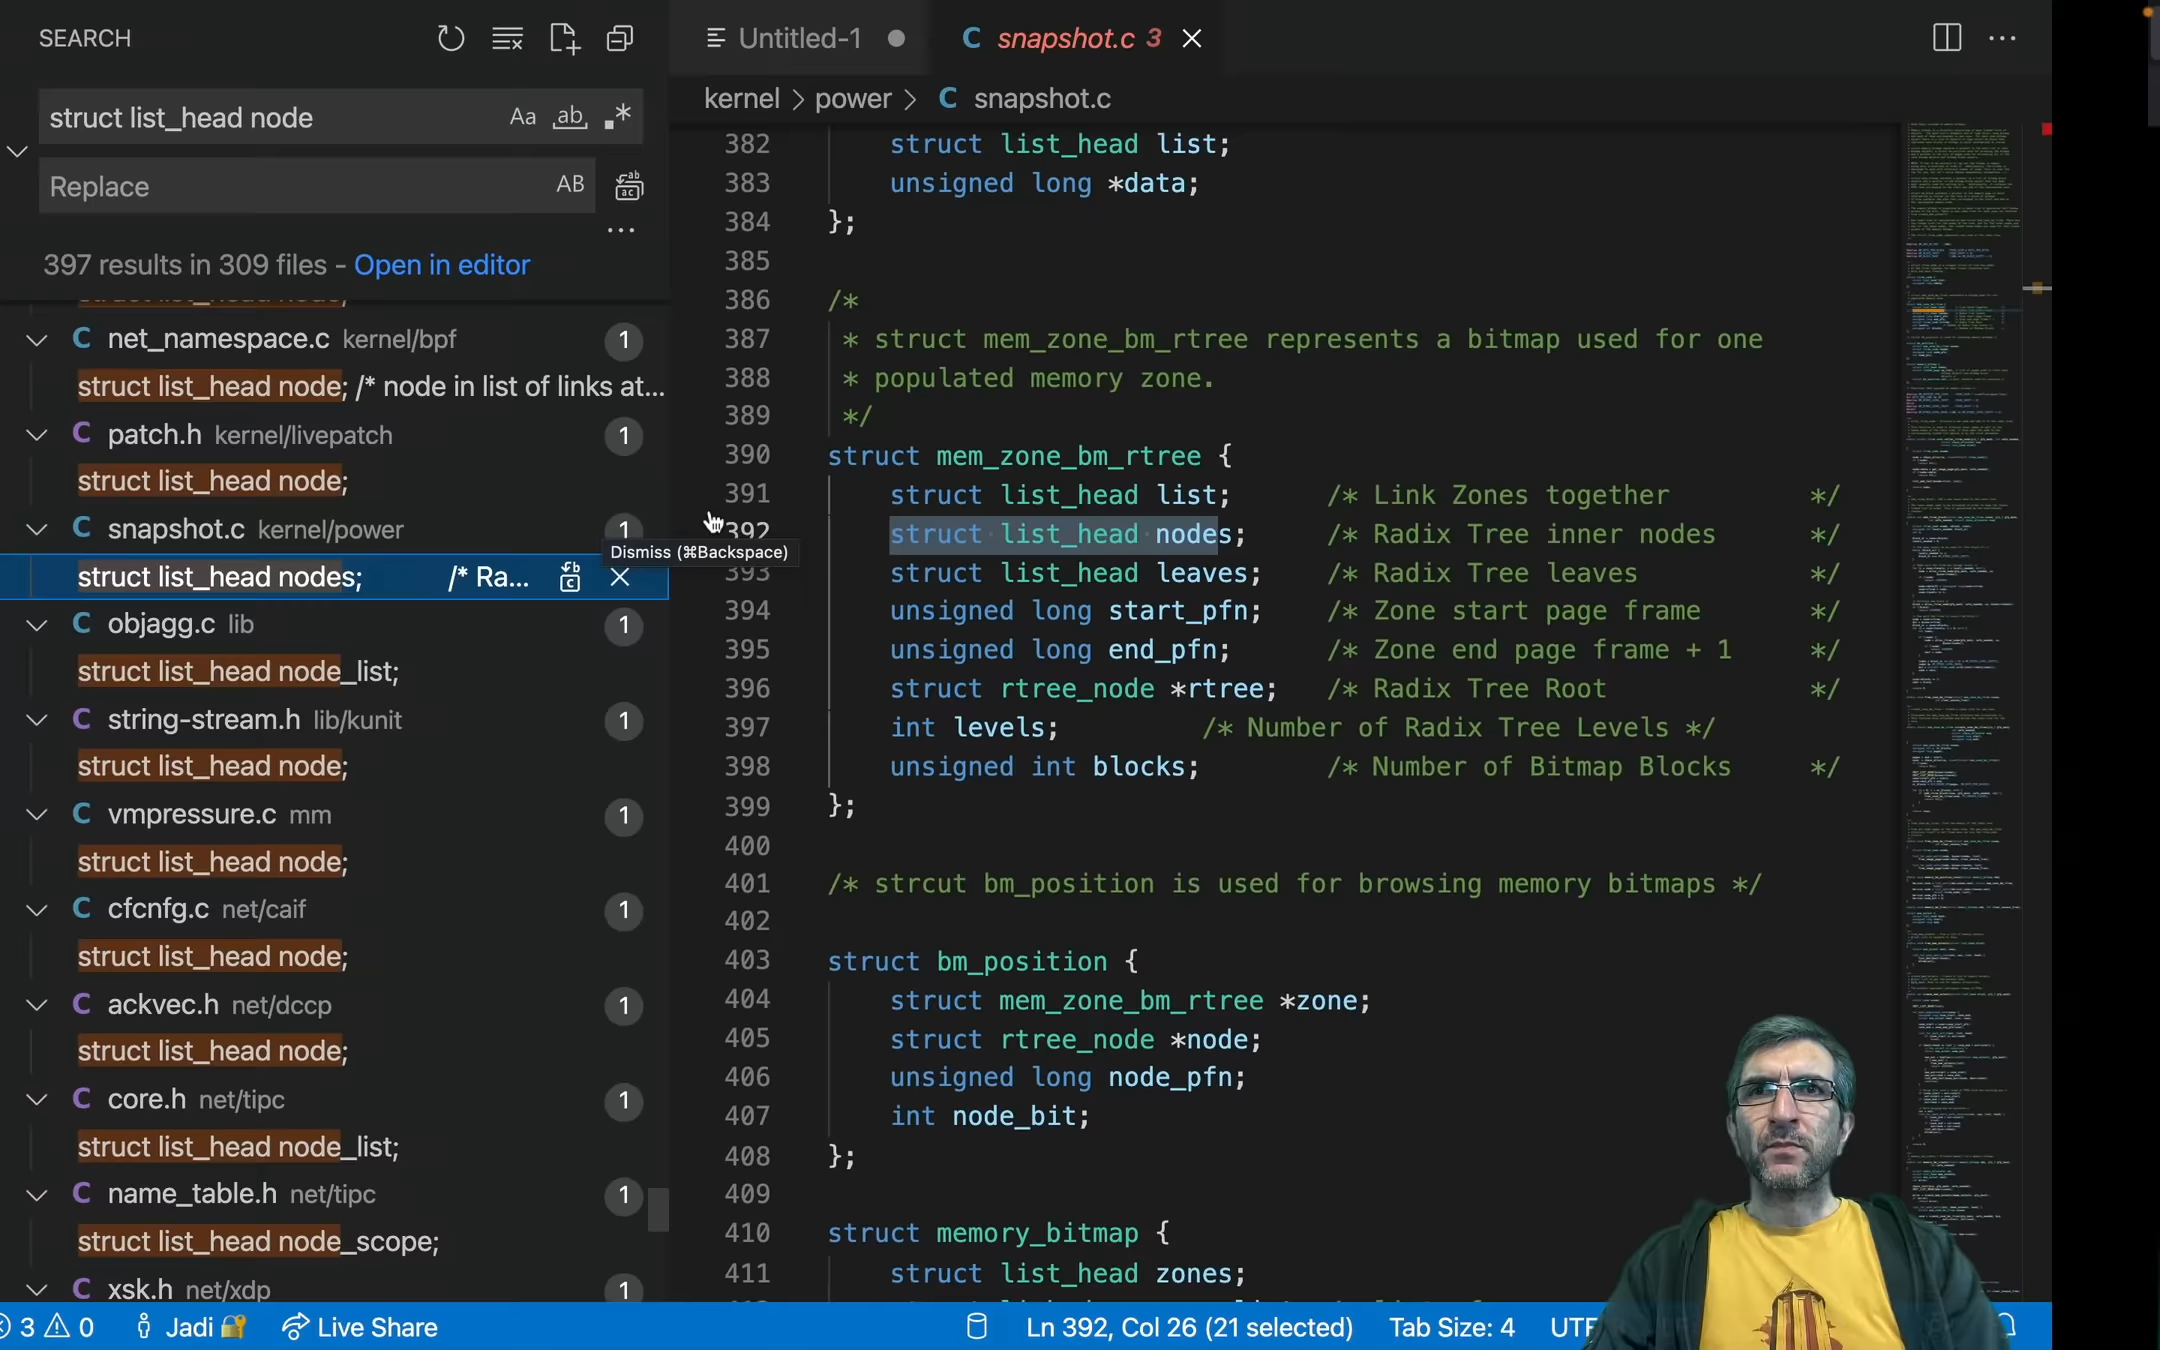 SEARCH
struct list_head node
Aa ab .*
Replace
AB
397 results in 309 files - Open in editor
net_namespace.c kernel/bpf 1
struct list_head node; /* node in list of links at...
patch.h kernel/livepatch 1
struct list_head node;
snapshot.c kernel/power 1
Dismiss (⌘Backspace)
struct list_head nodes; /* Ra...
objagg.c lib 1
struct list_head node_list;
string-stream.h lib/kunit 1
struct list_head node;
vmpressure.c mm 1
struct list_head node;
cfcnfg.c net/caif 1
struct list_head node;
ackvec.h net/dccp 1
struct list_head node;
core.h net/tipc 1
struct list_head node_list;
name_table.h net/tipc 1
struct list_head node_scope;
xsk.h net/xdp 1
Untitled-1
C snapshot.c 3
kernel > power > C snapshot.c
382 struct list_head list;
383 unsigned long *data;
384 };
385
386 /*
387 * struct mem_zone_bm_rtree represents a bitmap used for one
388 * populated memory zone.
389 */
390 struct mem_zone_bm_rtree {
391 struct list_head list; /* Link Zones together */
392 struct list_head nodes; /* Radix Tree inner nodes */
393 struct list_head leaves; /* Radix Tree leaves */
394 unsigned long start_pfn; /* Zone start page frame */
395 unsigned long end_pfn; /* Zone end page frame + 1 */
396 struct rtree_node *rtree; /* Radix Tree Root */
397 int levels; /* Number of Radix Tree Levels */
398 unsigned int blocks; /* Number of Bitmap Blocks */
399 };
400
401 /* strcut bm_position is used for browsing memory bitmaps */
402
403 struct bm_position {
404 struct mem_zone_bm_rtree *zone;
405 struct rtree_node *node;
406 unsigned long node_pfn;
407 int node_bit;
408 };
409
410 struct memory_bitmap {
411 struct list_head zones;
3 0 Jadi Live Share
Ln 392, Col 26 (21 selected) Tab Size: 4